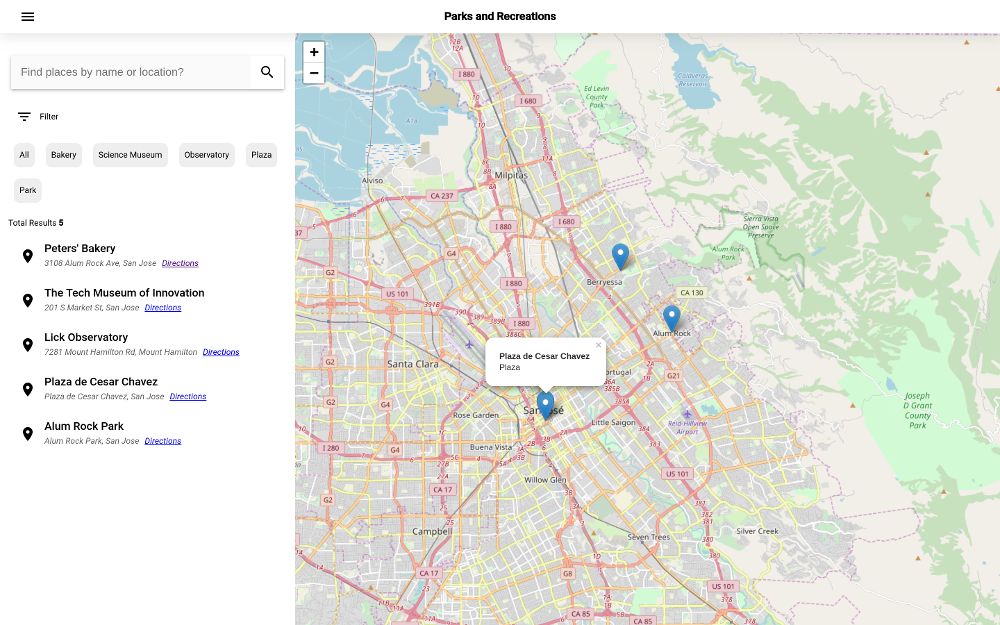 Parks and Recreations
Find places by name or location?
Filter
All
Bakery
Science Museum
Observatory
Plaza
Park
Total Results 5
Peters' Bakery
3108 Alum Rock Ave, San Jose Directions
The Tech Museum of Innovation
201 S Market St, San Jose Directions
Lick Observatory
7281 Mount Hamilton Rd, Mount Hamilton Directions
Plaza de Cesar Chavez
Plaza de Cesar Chavez, San Jose Directions
Alum Rock Park
Alum Rock Park, San Jose Directions
+
−
I 880
I 680
Ed Levin
County
Park
Calaveras
Reservoir
Milpitas
Alviso
CA 237
I 880
I 680
Sierra Vista
Open Space
Preserve
Alum Rock
Park
G4
G2
Berryessa
I 880
US 101
CA 130
I 880
Alum Rock
Plaza de Cesar Chavez
Plaza
×
Santa Clara
G2
G21
Joseph
D Grant
County
Park
Rose Garden
Little Saigon
Reid-Hillview
Airport
I 280
G4
Buena Vista
US 101
CA 17
Willow Glen
G2
Campbell
Seven Trees
Silver Creek
CA 17
G8
US 101
CA 85
CA 85